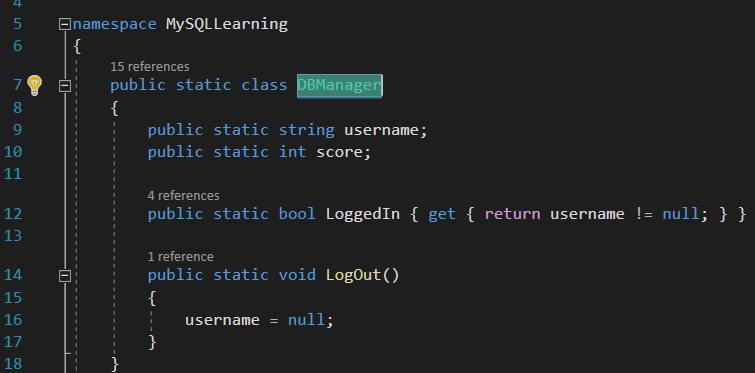 4
5 namespace MySQLLearning
6 {
15 references
7 public static class DBManager
8 {
9 public static string username;
10 public static int score;
11
4 references
12 public static bool LoggedIn { get { return username != null; } }
13
1 reference
14 public static void LogOut()
15 {
16 username = null;
17 }
18 }